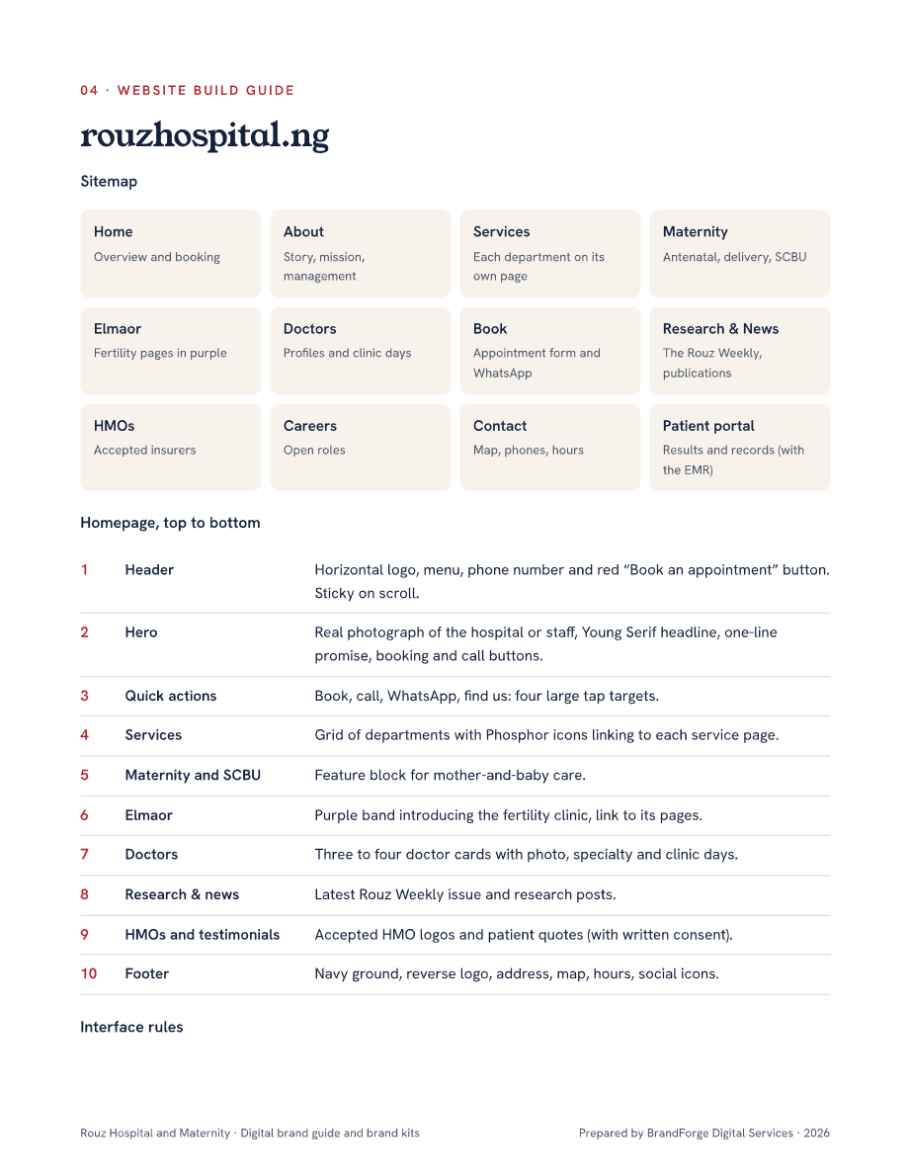 04 · WEBSITE BUILD GUIDE
rouzhospital.ng
Sitemap
Home
Overview and booking
About
Story, mission,
management
Services
Each department on its
own page
Maternity
Antenatal, delivery, SCBU
Elmaor
Fertility pages in purple
Doctors
Profiles and clinic days
Book
Appointment form and
WhatsApp
Research & News
The Rouz Weekly,
publications
HMOs
Accepted insurers
Careers
Open roles
Contact
Map, phones, hours
Patient portal
Results and records (with
the EMR)
Homepage, top to bottom
1 Header Horizontal logo, menu, phone number and red “Book an appointment” button.
Sticky on scroll.
2 Hero Real photograph of the hospital or staff, Young Serif headline, one-line
promise, booking and call buttons.
3 Quick actions Book, call, WhatsApp, find us: four large tap targets.
4 Services Grid of departments with Phosphor icons linking to each service page.
5 Maternity and SCBU Feature block for mother-and-baby care.
6 Elmaor Purple band introducing the fertility clinic, link to its pages.
7 Doctors Three to four doctor cards with photo, specialty and clinic days.
8 Research & news Latest Rouz Weekly issue and research posts.
9 HMOs and testimonials Accepted HMO logos and patient quotes (with written consent).
10 Footer Navy ground, reverse logo, address, map, hours, social icons.
Interface rules
Rouz Hospital and Maternity · Digital brand guide and brand kits Prepared by BrandForge Digital Services · 2026